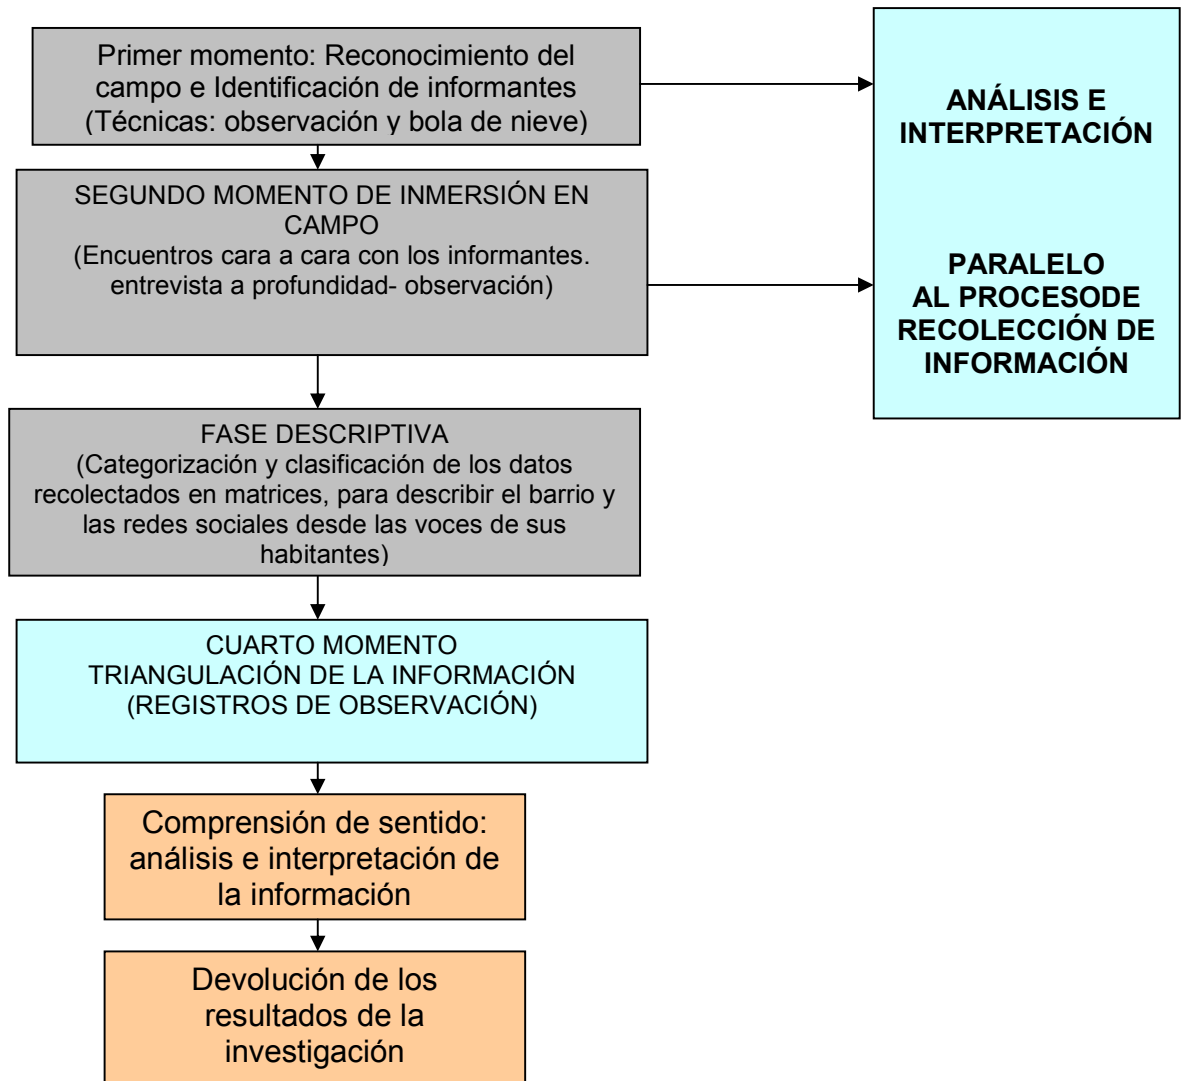 Primer momento: Reconocimiento del
campo e Identificación de informantes
(Técnicas: observación y bola de nieve)
SEGUNDO MOMENTO DE INMERSIÓN EN
CAMPO
(Encuentros cara a cara con los informantes.
entrevista a profundidad- observación)
FASE DESCRIPTIVA
(Categorización y clasificación de los datos
recolectados en matrices, para describir el barrio y
las redes sociales desde las voces de sus
habitantes)
CUARTO MOMENTO
TRIANGULACIÓN DE LA INFORMACIÓN
(REGISTROS DE OBSERVACIÓN)
Comprensión de sentido:
análisis e interpretación de
la información
Devolución de los
resultados de la
investigación
ANÁLISIS E
INTERPRETACIÓN
PARALELO
AL PROCESODE
RECOLECCIÓN DE
INFORMACIÓN